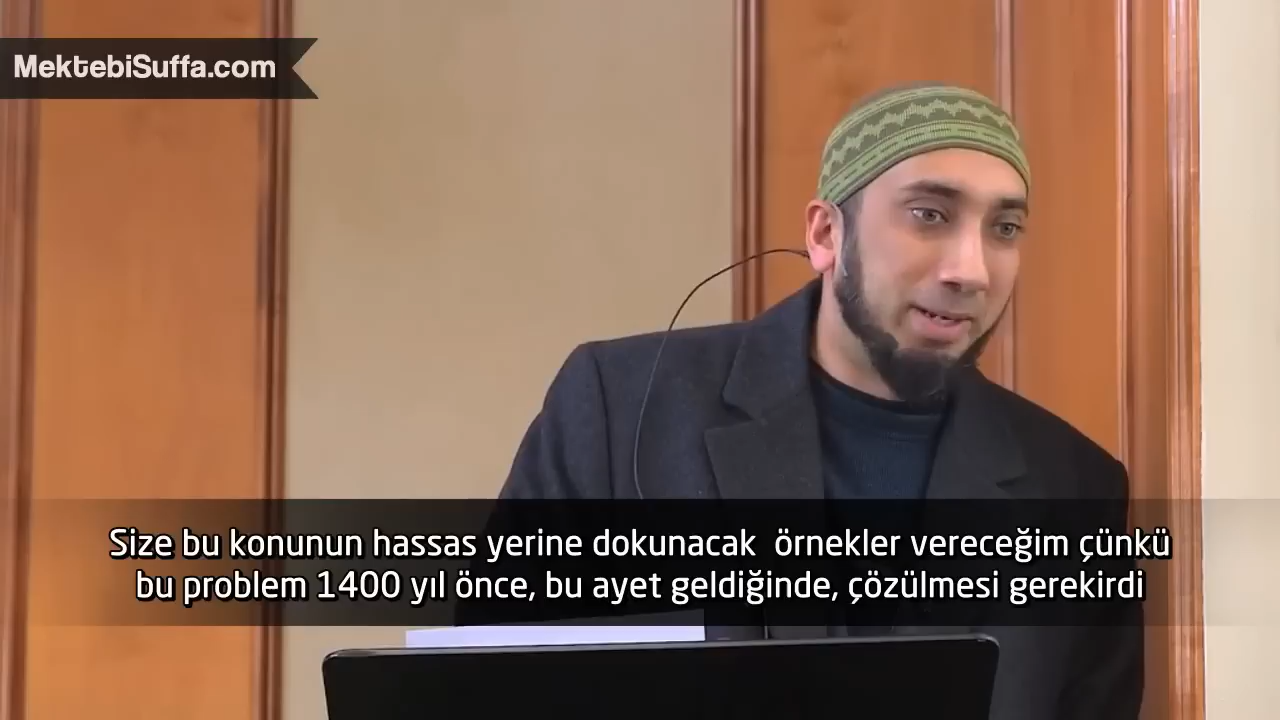 MektebiSuffa.com
Size bu konunun hassas yerine dokunacak  örnekler vereceğim çünkü
bu problem 1400 yıl önce, bu ayet geldiğinde, çözülmesi gerekirdi